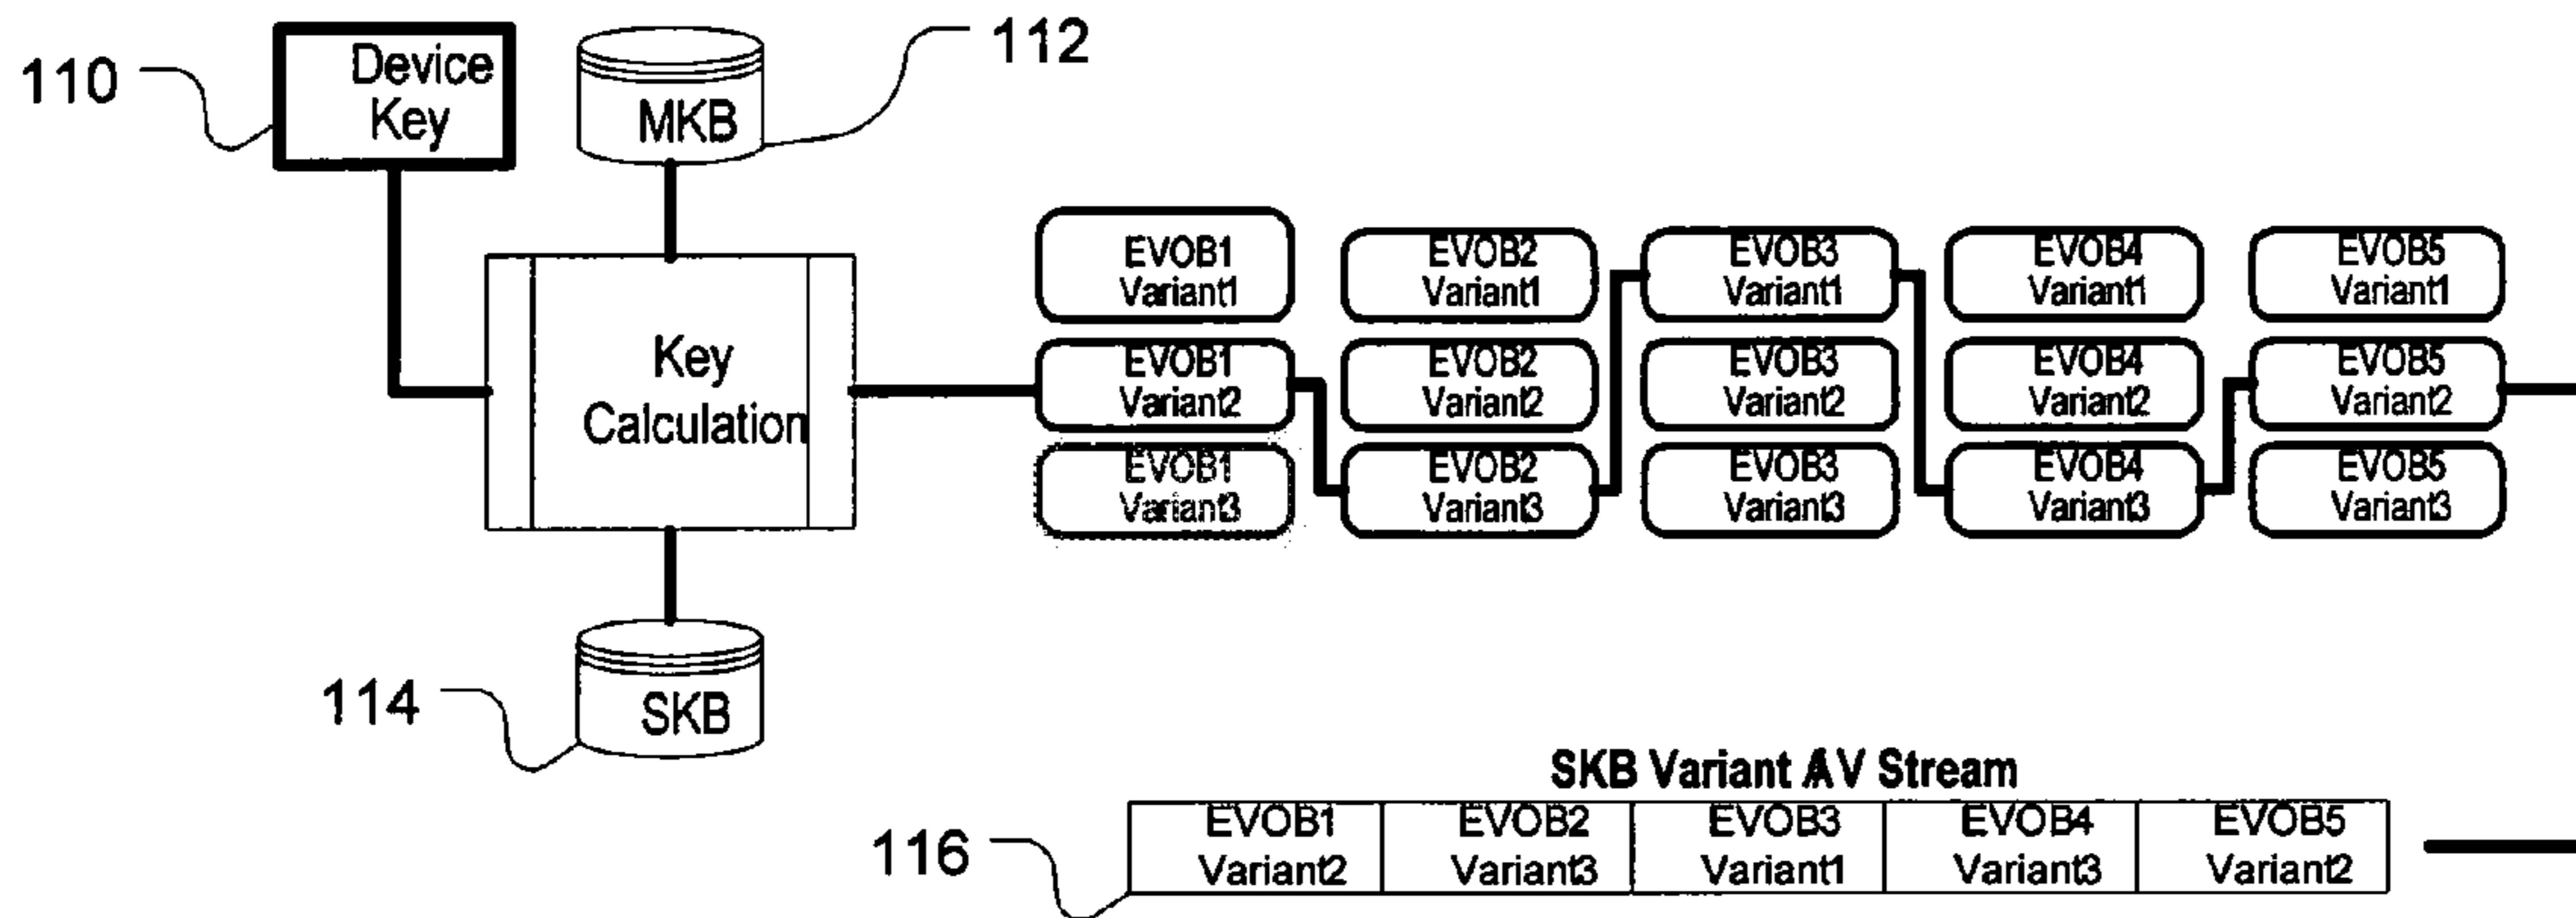 110
Device
Key
112
MKB
Key
Calculation
114
SKB
EVOB1
Variant1
EVOB2
Variant1
EVOB3
Variant1
EVOB4
Variant1
EVOB5
Variant1
EVOB1
Variant2
EVOB2
Variant2
EVOB3
Variant2
EVOB4
Variant2
EVOB5
Variant2
EVOB1
Variant3
EVOB2
Variant3
EVOB3
Variant3
EVOB4
Variant3
EVOB5
Variant3
SKB Variant AV Stream
116
EVOB1
Variant2
EVOB2
Variant3
EVOB3
Variant1
EVOB4
Variant3
EVOB5
Variant2